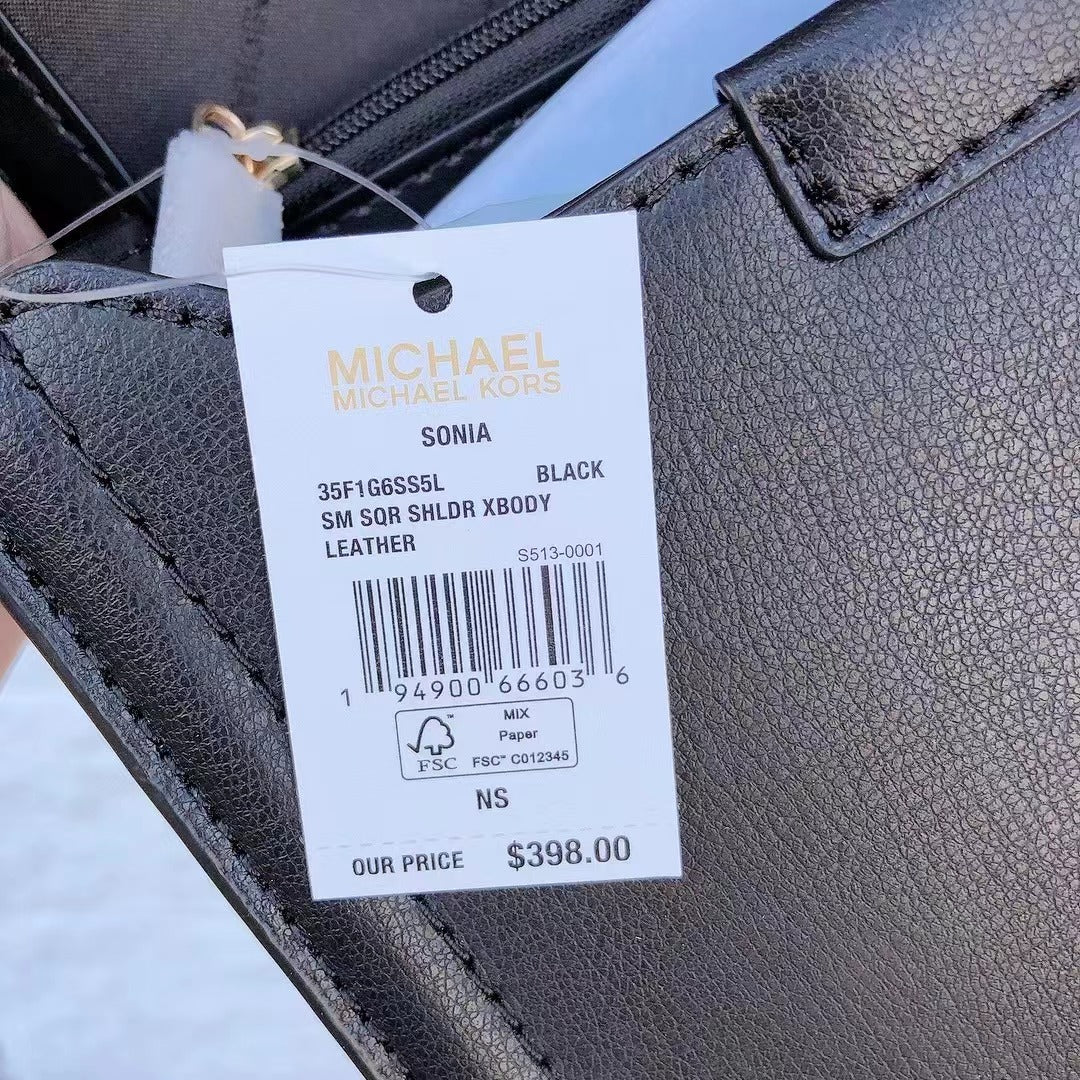 MICHAEL
MICHAEL KORS
SONIA
35F1G6SS5L BLACK
SM SQR SHLDR XBODY
LEATHER
S513-0001
1 94900 66603 6
MIX
Paper
FSC™ FSC™ C012345
NS
OUR PRICE $398.00